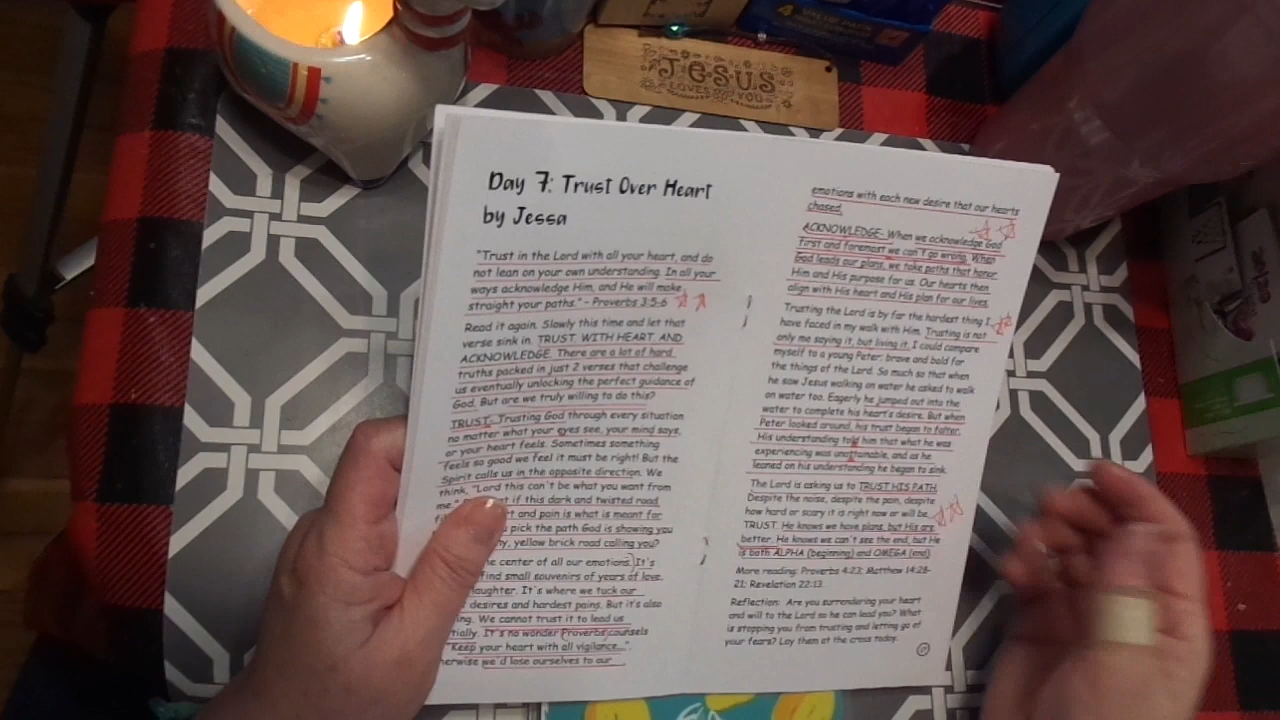 4 VALUE PACK
JESUS
LOVES YOU
Day 7: Trust Over Heart
by Jessa
"Trust in the Lord with all your heart, and do
not lean on your own understanding. In all your
ways acknowledge Him, and He will make
straight your paths." - Proverbs 3:5-6
Read it again. Slowly this time and let that
verse sink in. TRUST, WITH HEART, AND
ACKNOWLEDGE. There are a lot of hard
truths packed in just 2 verses that challenge
us eventually unlocking the perfect guidance of
God. But are we truly willing to do this?
TRUST: Trusting God through every situation
no matter what your eyes see, your mind says,
or your heart feels. Sometimes something
"feels so good we feel it must be right! But the
Spirit calls us in the opposite direction. We
think, "Lord this can't be what you want from
me." if this dark and twisted road
and pain is what is meant for
pick the path God is showing you
yellow brick road calling you?
center of all our emotions. It's
find small souvenirs of years of love,
laughter. It's where we tuck our
desires and hardest pains. But it's also
We cannot trust it to lead us
It's no wonder Proverbs counsels
"Keep your heart with all vigilance..."
we'd lose ourselves to our
emotions with each new desire that our hearts
chased.
ACKNOWLEDGE: When we acknowledge God
first and foremost we can't go wrong. When
God leads our plans, we take paths that honor
Him and His purpose for us. Our hearts then
align with His heart and His plan for our lives.
Trusting the Lord is by far the hardest thing I
have faced in my walk with Him. Trusting is not
only me saying it, but living it. I could compare
myself to a young Peter: brave and bold for
the things of the Lord. So much so that when
he saw Jesus walking on water he asked to walk
on water too. Eagerly he jumped out into the
water to complete his heart's desire. But when
Peter looked around, his trust began to falter.
His understanding told him that what he was
experiencing was unattainable, and as he
leaned on his understanding he began to sink.
The Lord is asking us to TRUST HIS PATH.
Despite the noise, despite the pain, despite
how hard or scary it is right now or will be,
TRUST. He knows we have plans, but His are
better. He knows we can't see the end, but He
is both ALPHA (beginning) and OMEGA (end).
More reading: Proverbs 4:23; Matthew 14:28-
21; Revelation 22:13
Reflection: Are you surrendering your heart
and will to the Lord so he can lead you? What
is stopping you from trusting and letting go of
your fears? Lay them at the cross today.